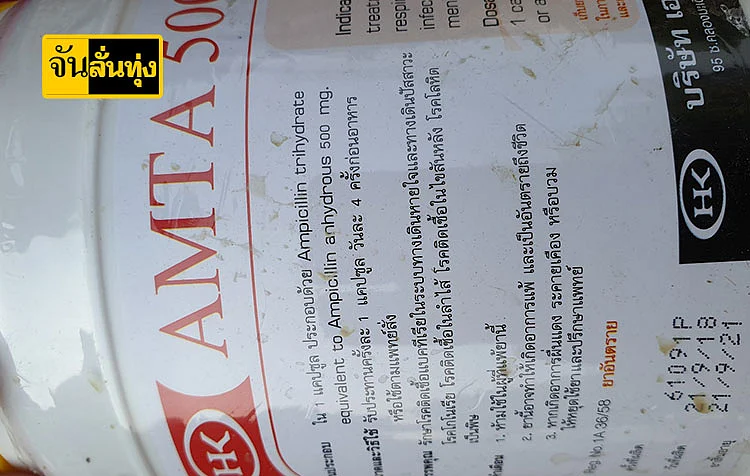 จันลั่นทุ่ง
HK
AMTA 500
ใน 1 แคปซูล ประกอบด้วย Ampicillin trihydrate
equivalent to Ampicillin anhydrous 500 mg.
รับประทานครั้งละ 1 แคปซูล วันละ 4 ครั้งก่อนอาหาร
หรือใช้ตามแพทย์สั่ง
รักษาโรคติดเชื้อแบคทีเรียในระบบทางเดินหายใจและทางเดินปัสสาวะ
โรคโกโนเรีย โรคติดเชื้อในลำไส้ โรคติดเชื้อในไขสันหลัง โรคโลหิต
เป็นพิษ
1. ห้ามใช้ในผู้ที่แพ้ยานี้
2. ยานี้อาจทำให้เกิดอาการแพ้ และเป็นอันตรายถึงชีวิต
3. หากเกิดอาการผื่นแดง ระคายเคือง หรือบวม
ให้หยุดใช้ยาและปรึกษาแพทย์
No.1A 36/58 ยาอันตราย
61091P
21/9/18
21/9/21
1 ca
or a
HK
บริษัท
95 ซ.คลอง